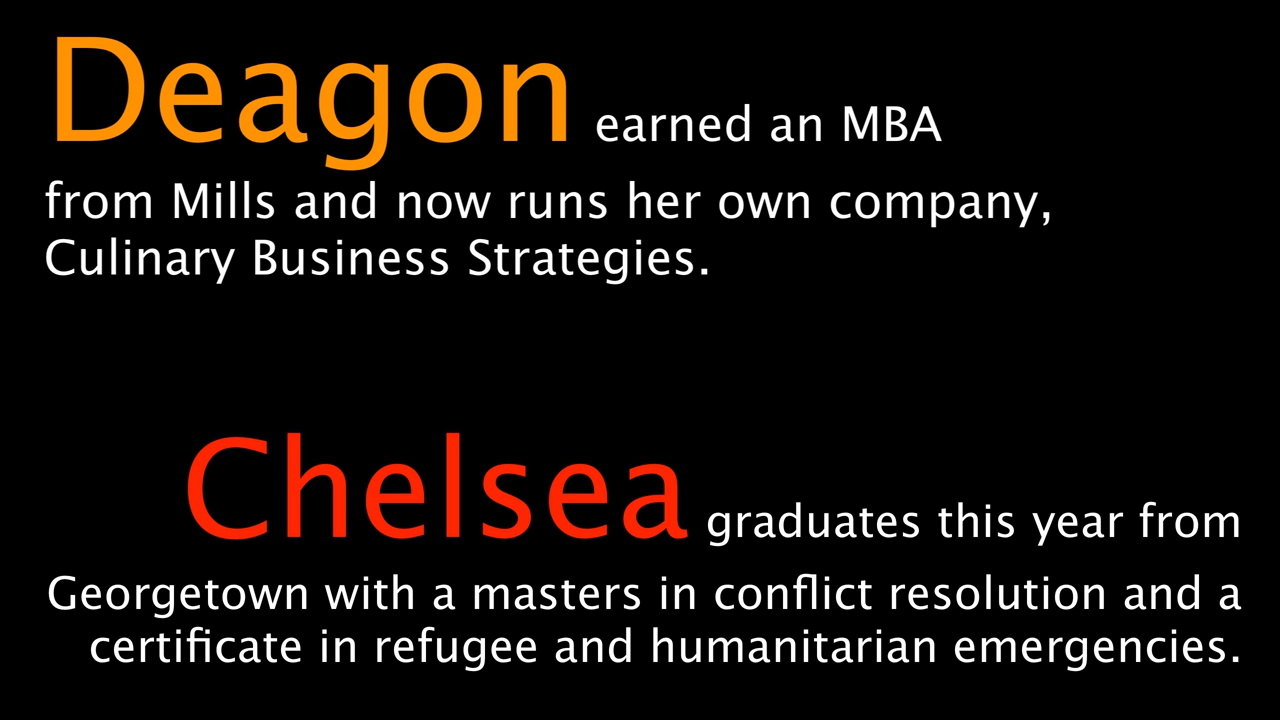 Deagon earned an MBA
from Mills and now runs her own company,
Culinary Business Strategies.
Chelsea graduates this year from
Georgetown with a masters in conflict resolution and a
certificate in refugee and humanitarian emergencies.